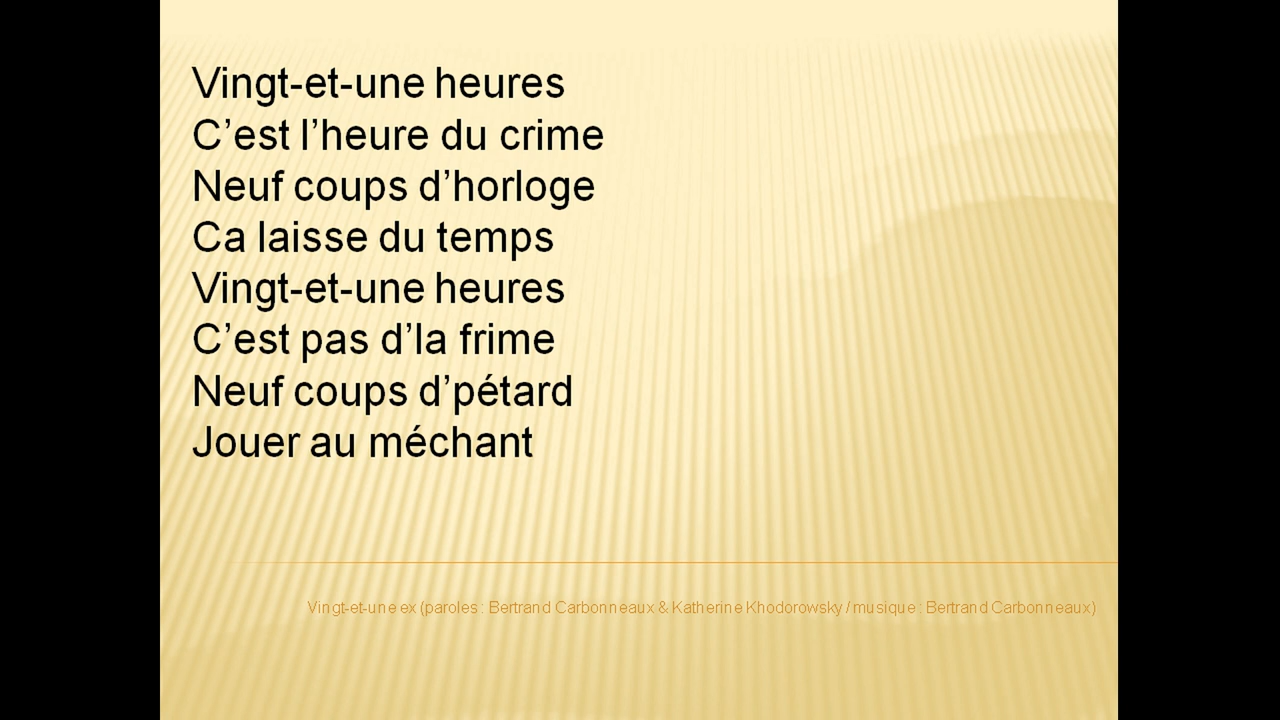 Vingt-et-une heures
C’est l’heure du crime
Neuf coups d’horloge
Ca laisse du temps
Vingt-et-une heures
C’est pas d’la frime
Neuf coups d’pétard
Jouer au méchant
Vingt-et-une ex (paroles : Bertrand Carbonneaux & Katherine Khodorowsky / musique : Bertrand Carbonneaux)